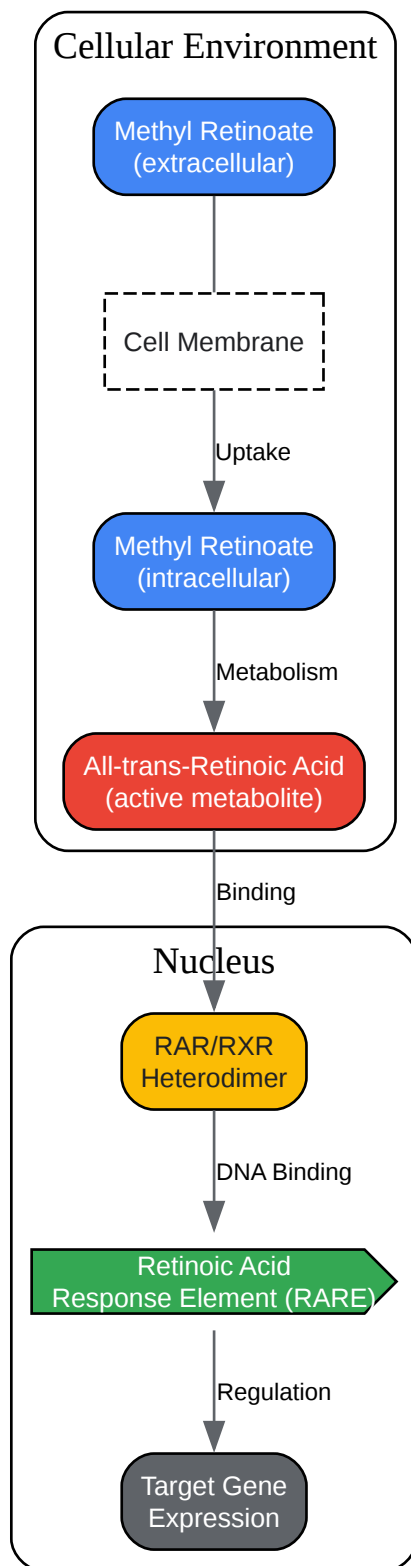 Cellular Environment
Methyl Retinoate
(extracellular)
Cell Membrane
Uptake
Methyl Retinoate
(intracellular)
Metabolism
All-trans-Retinoic Acid
(active metabolite)
Binding
Nucleus
RAR/RXR
Heterodimer
DNA Binding
Retinoic Acid
Response Element (RARE)
Regulation
Target Gene
Expression